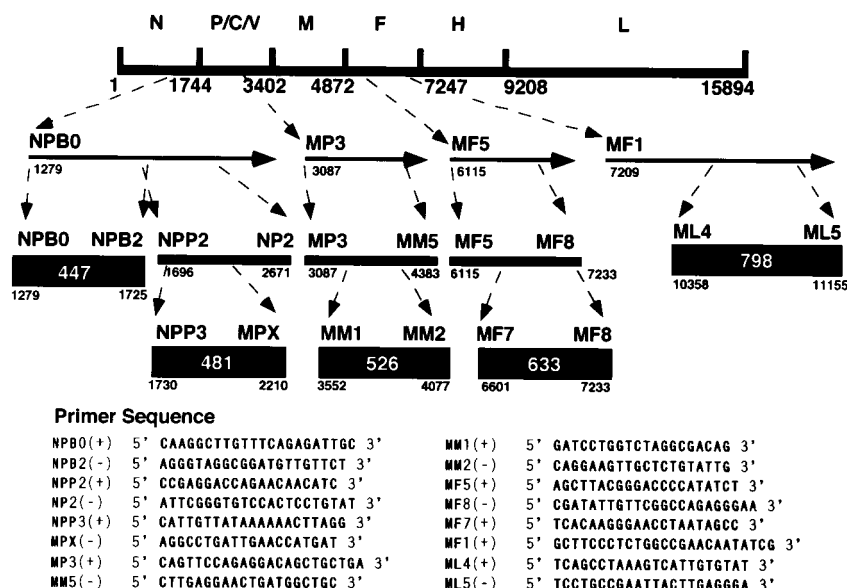 N P/C/V M F H L
1 1744 3402 4872 7247 9208 15894
NPB0 MP3 MF5 MF1
1279 3087 6115 7209
NPB0 NPB2 NPP2 NP2 MP3 MM5 MF5 MF8 ML4 ML5
447 798
1279 1725 1696 2671 3087 4383 6115 7233 10358 11155
NPP3 MPX MM1 MM2 MF7 MF8
481 526 633
1730 2210 3552 4077 6601 7233
Primer Sequence
NPB0(+) 5' CAAGGCTTGTTTCAGAGATTGC 3'
NPB2(-) 5' AGGGTAGGCGGATGTTGTTCT 3'
NPP2(+) 5' CCGAGGACCAGAACAACATC 3'
NP2(-) 5' ATTCGGGTGTCCACTCCTGTAT 3'
NPP3(+) 5' CATTGTTATAAAAAACTTAGG 3'
MPX(-) 5' AGGCCTGATTGAACCATGAT 3'
MP3(+) 5' CAGTTCCAGAGGACAGCTGCTGA 3'
MM5(-) 5' CTTGAGGAACTGATGGCTGC 3'
MM1(+) 5' GATCCTGGTCTAGGCGACAG 3'
MM2(-) 5' CAGGAAGTTGCTCTGTATTG 3'
MF5(+) 5' AGCTTACGGGACCCCATATCT 3'
MF8(-) 5' CGATATTGTTCGGCCAGAGGGAA 3'
MF7(+) 5' TCACAAGGGAACCTAATAGCC 3'
MF1(+) 5' GCTTCCCTCTGGCCGAACAATATCG 3'
ML4(+) 5' TCAGCCTAAAGTCATTGTGTAT 3'
ML5(-) 5' TCCTGCCGAATTACTTGAGGGA 3'